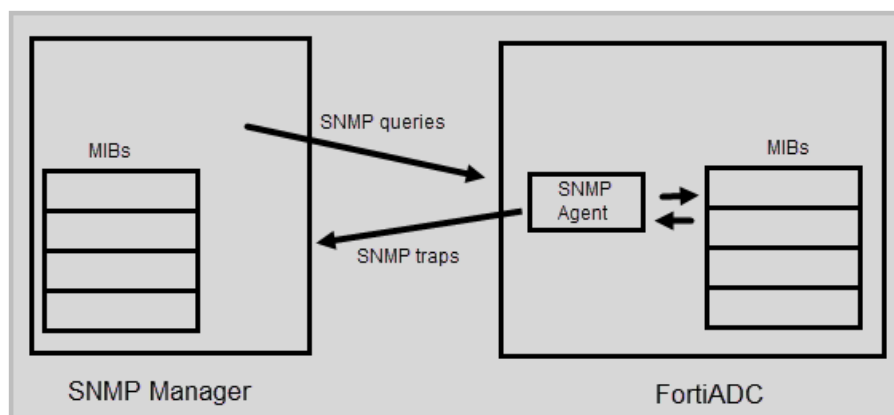 SNMP queries
MIBs
MIBs
SNMP
Agent
SNMP traps
SNMP Manager
FortiADC